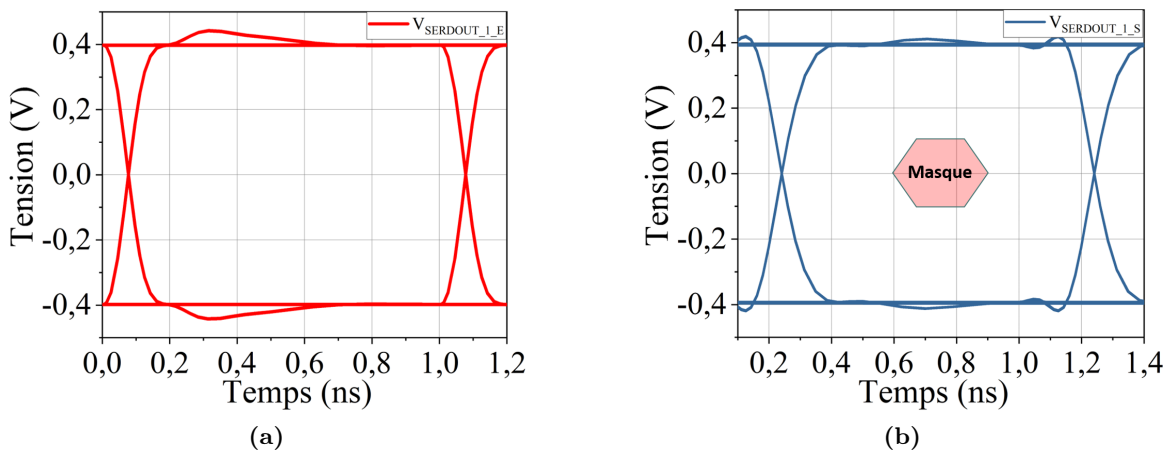 V_SERDOUT_1_E
Tension (V)
0,4
0,2
0,0
-0,2
-0,4
0,0 0,2 0,4 0,6 0,8 1,0 1,2
Temps (ns)
(a)
V_SERDOUT_1_S
Tension (V)
0,4
0,2
0,0
-0,2
-0,4
Masque
0,2 0,4 0,6 0,8 1,0 1,2 1,4
Temps (ns)
(b)